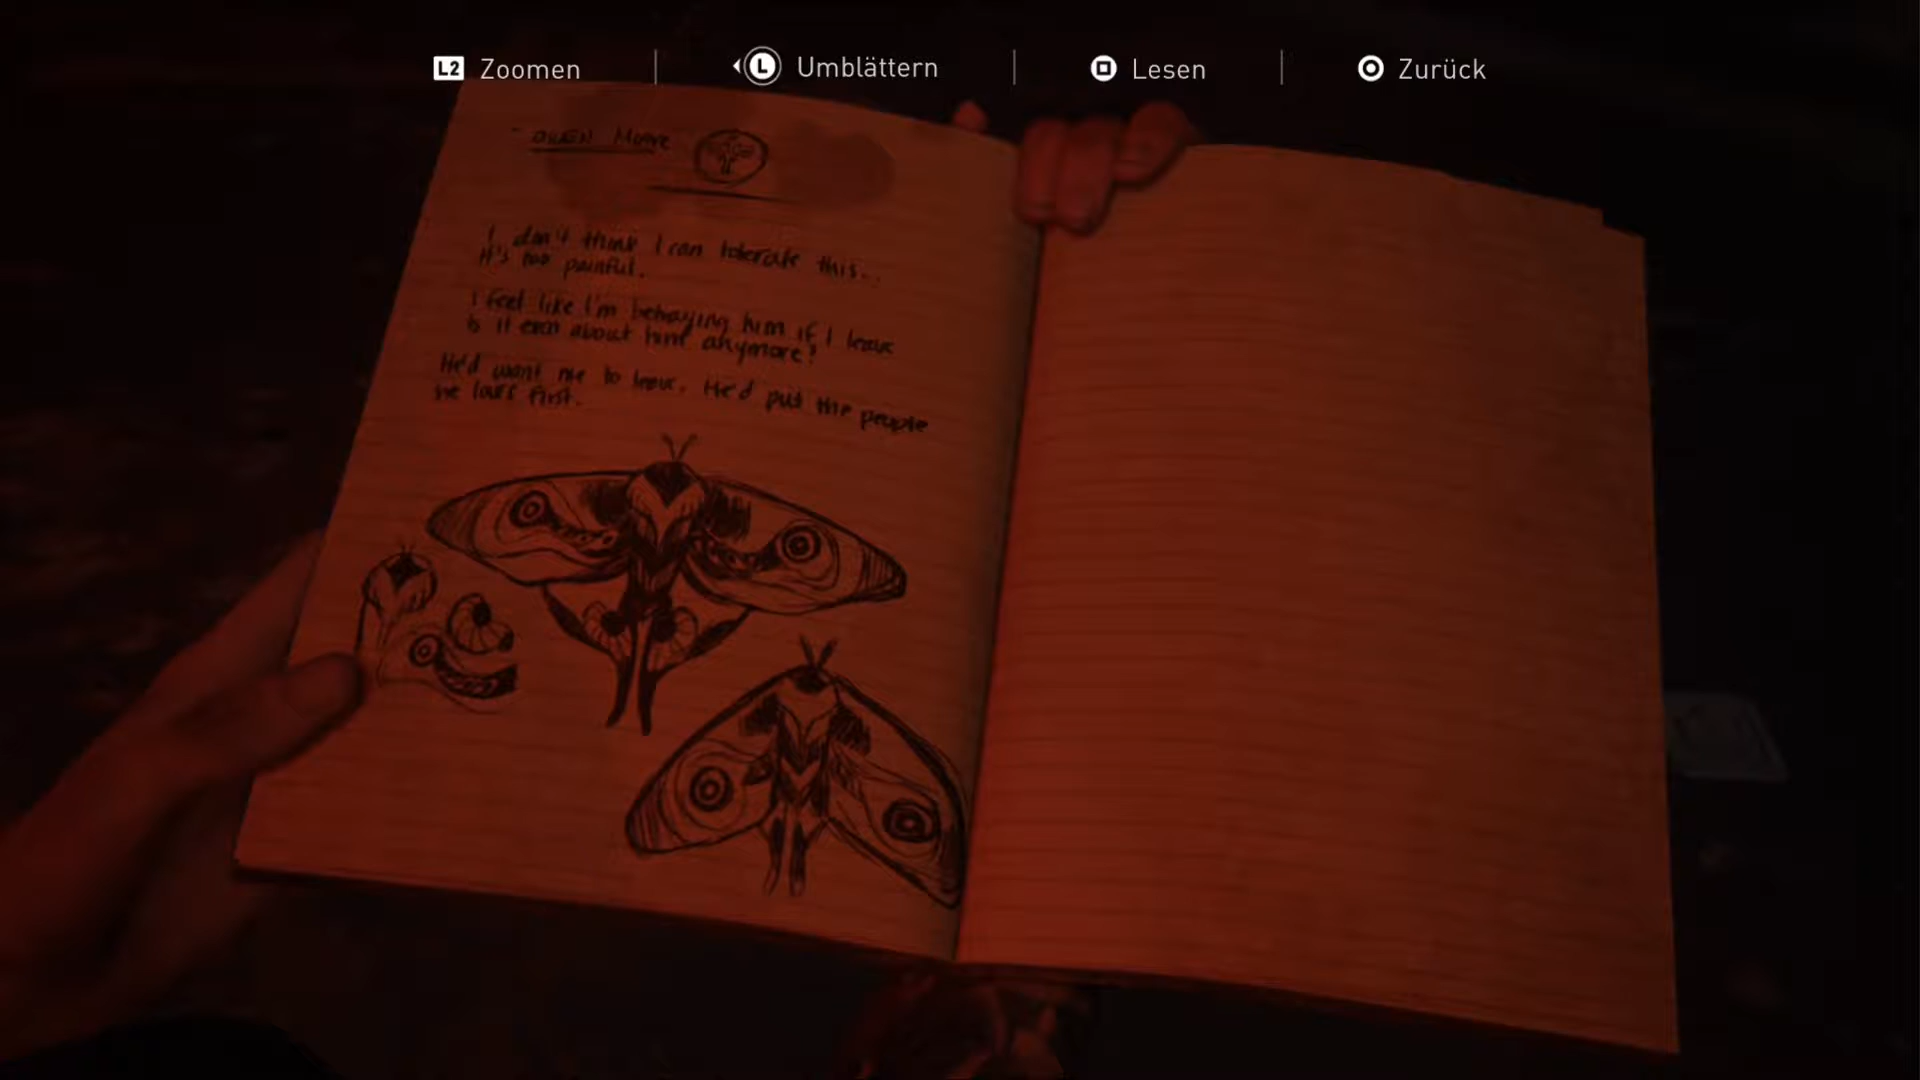 L2 Zoomen
L Umblättern
Lesen
Zurück
OWEN Moore
I don't think I can tolerate this...
It's too painful.
I feel like I'm betraying him if I leave
Is it even about him anymore?
He'd want me to leave. He'd put the people
he loves first.